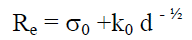 Rₑ = σ₀ +k₀ d ⁻ ½